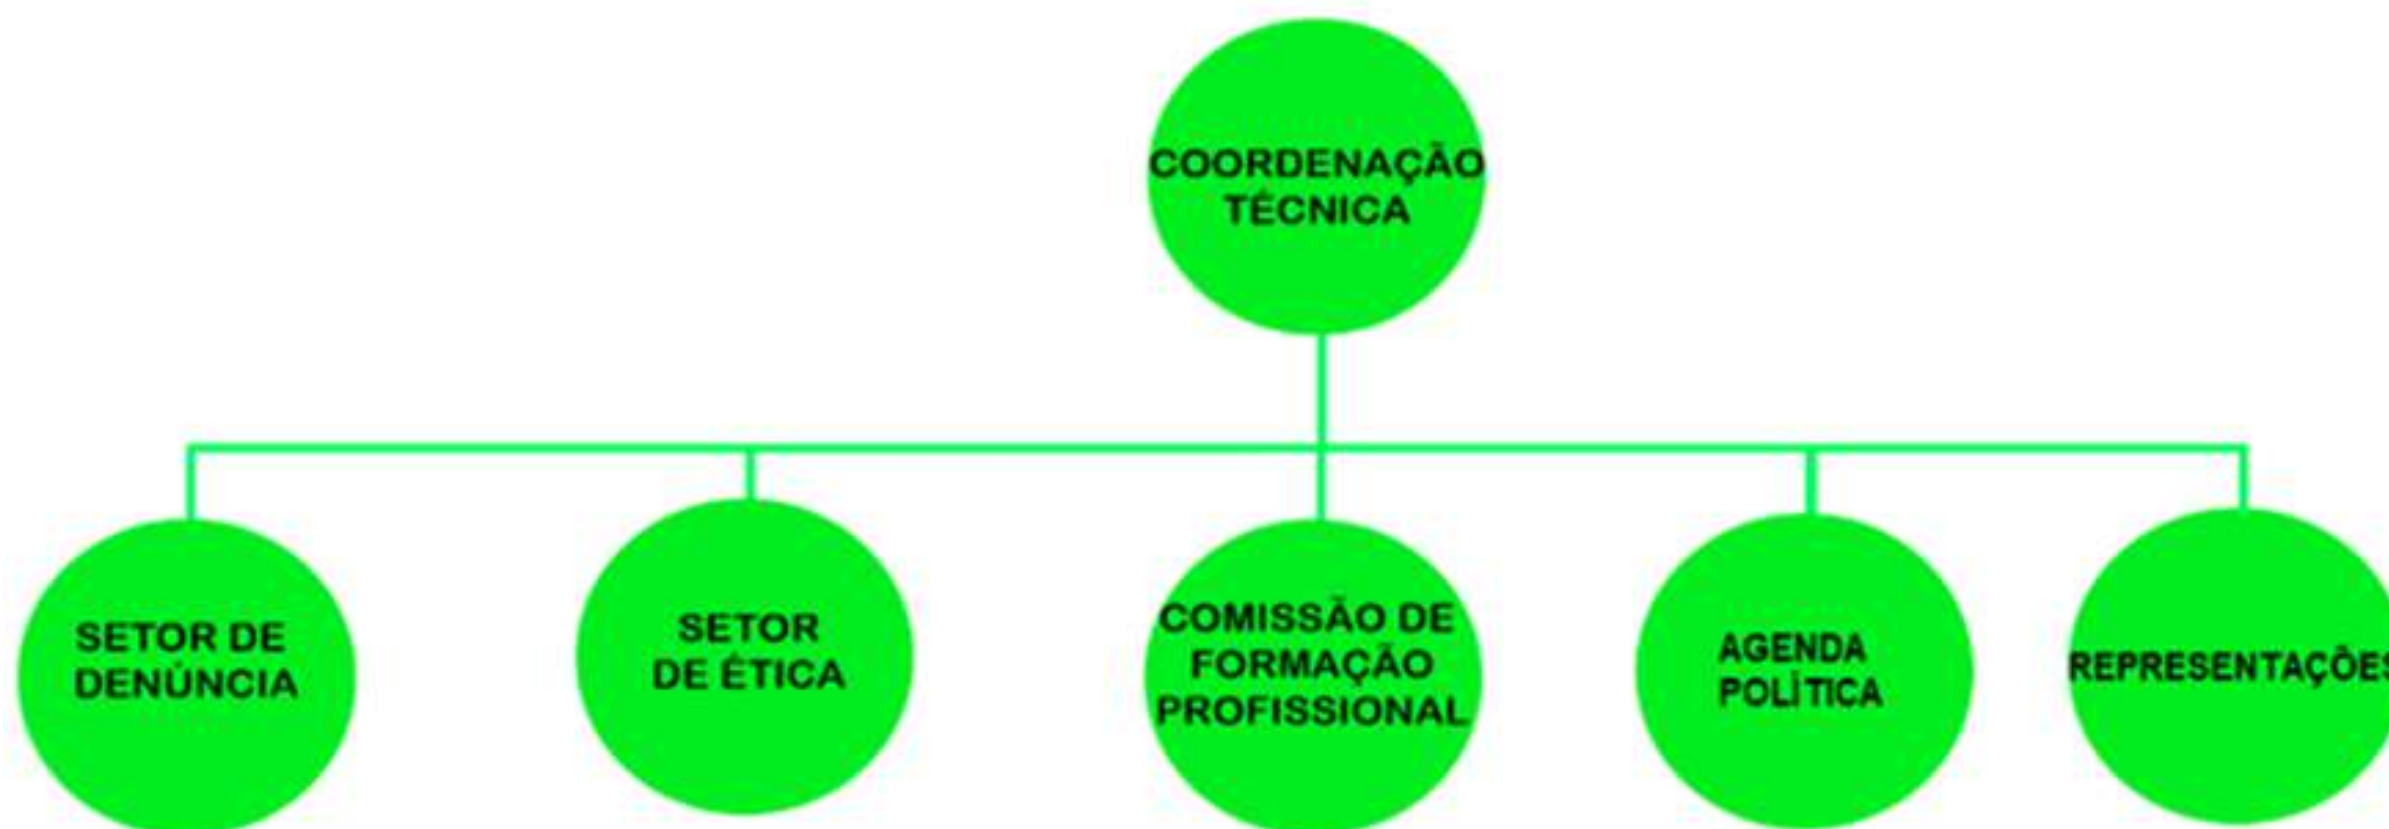 COORDENAÇÃO
TÉCNICA
SETOR DE
DENÚNCIA
SETOR
DE ÉTICA
COMISSÃO DE
FORMAÇÃO
PROFISSIONAL
AGENDA
POLÍTICA
REPRESENTAÇÕES